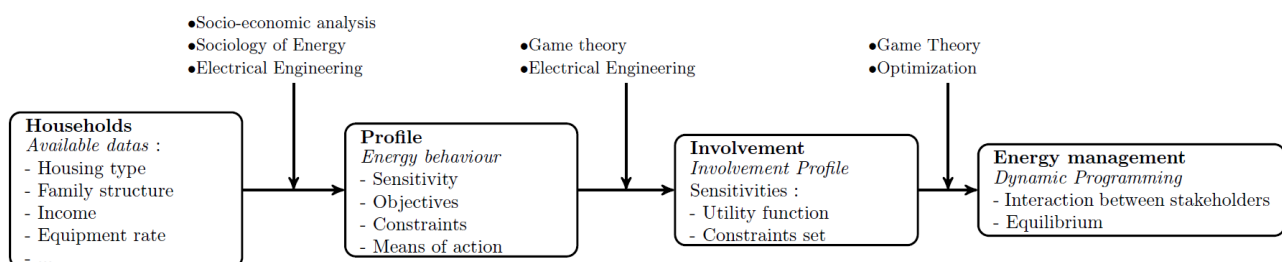 ●Socio-economic analysis
●Sociology of Energy
●Electrical Engineering
●Game theory
●Electrical Engineering
●Game Theory
●Optimization
Households
Available datas :
- Housing type
- Family structure
- Income
- Equipment rate
Profile
Energy behaviour
- Sensitivity
- Objectives
- Constraints
- Means of action
Involvement
Involvement Profile
Sensitivities :
- Utility function
- Constraints set
Energy management
Dynamic Programming
- Interaction between stakeholders
- Equilibrium